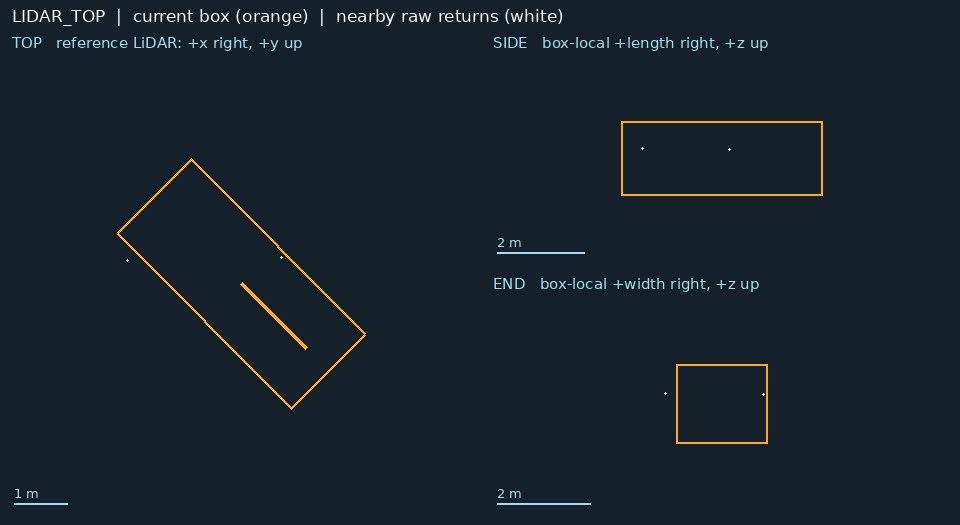 LIDAR_TOP | current box (orange) | nearby raw returns (white)
TOP reference LiDAR: +x right, +y up
SIDE box-local +length right, +z up
2 m
END box-local +width right, +z up
1 m
2 m